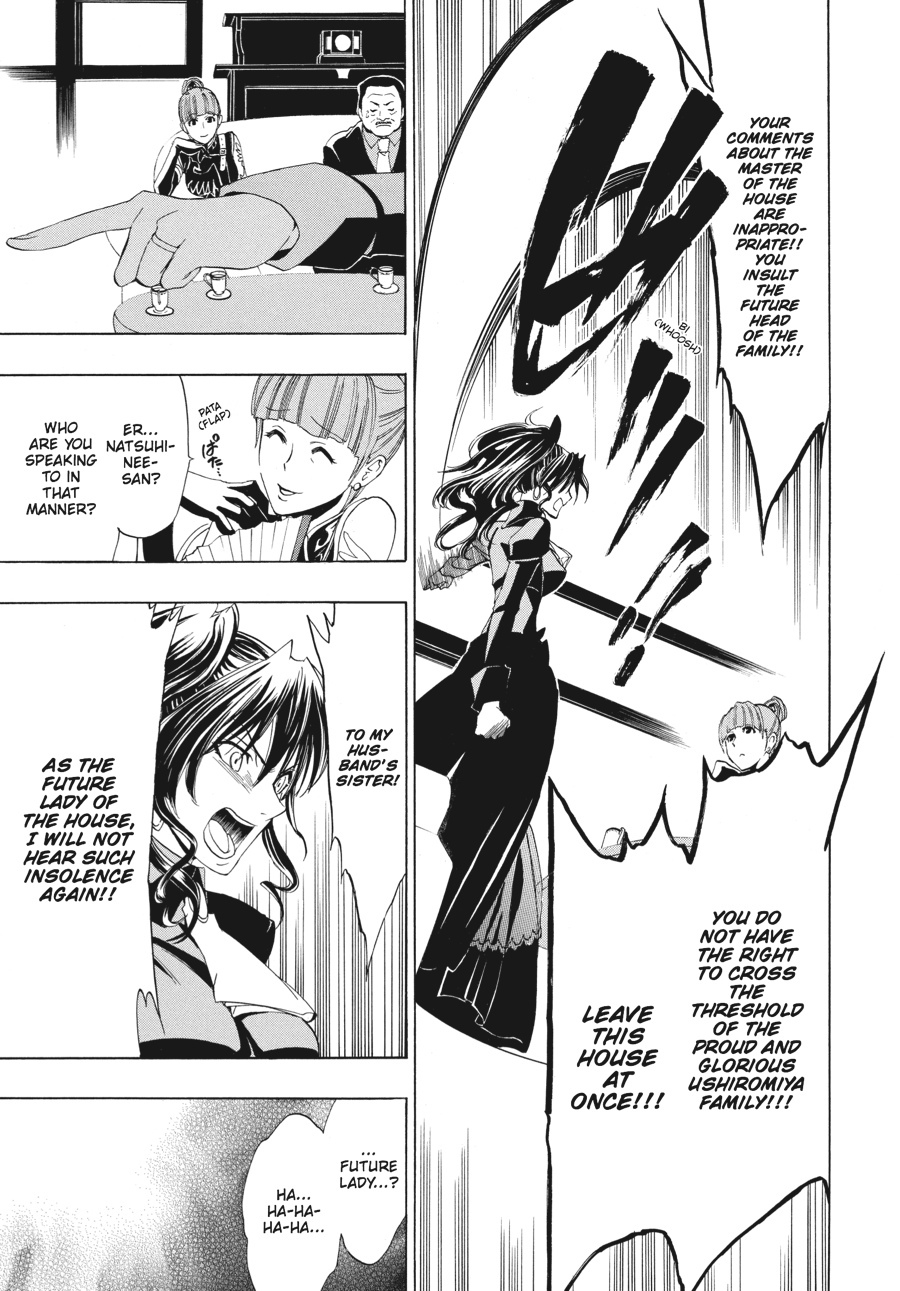 YOUR
COMMENTS
ABOUT THE
MASTER
OF THE
HOUSE
ARE
INAPPRO-
PRIATE!!
YOU
INSULT
THE
FUTURE
HEAD
OF THE
FAMILY!!
BI
(WHOOSH)
YOU DO
NOT HAVE
THE RIGHT
TO CROSS
THE
THRESHOLD
OF THE
PROUD AND
GLORIOUS
USHIROMIYA
FAMILY!!!
LEAVE
THIS
HOUSE
AT
ONCE!!!
PATA
(FLAP)
ぱた…
ER...
NATSUHI-
NEE-
SAN?
WHO
ARE YOU
SPEAKING
TO IN
THAT
MANNER?
TO MY
HUS-
BAND'S
SISTER!
AS THE
FUTURE
LADY OF
THE HOUSE,
I WILL NOT
HEAR SUCH
INSOLENCE
AGAIN!!
...
FUTURE
LADY...?
HA...
HA-HA-
HA-HA...